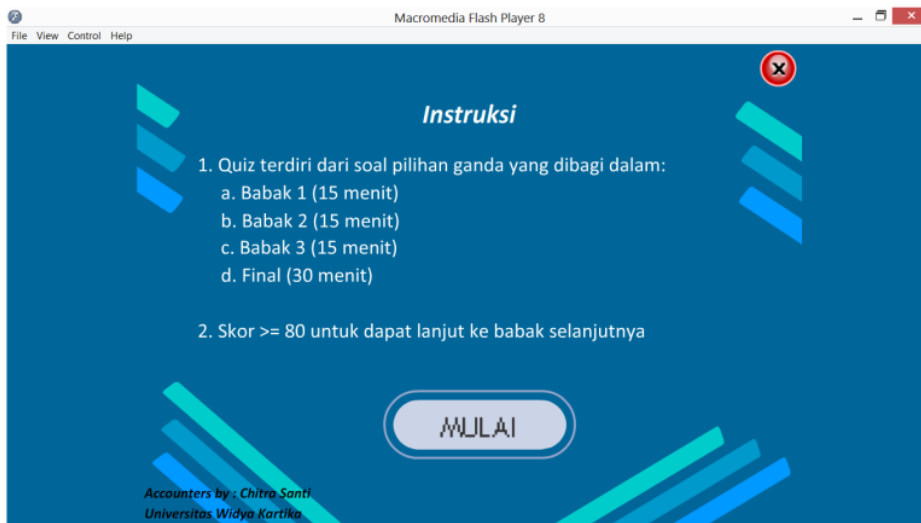 Macromedia Flash Player 8
File View Control Help
Instruksi
1. Quiz terdiri dari soal pilihan ganda yang dibagi dalam:
a. Babak 1 (15 menit)
b. Babak 2 (15 menit)
c. Babak 3 (15 menit)
d. Final (30 menit)
2. Skor >= 80 untuk dapat lanjut ke babak selanjutnya
MULAI
Accounters by : Chitra Santi
Universitas Widya Kartika